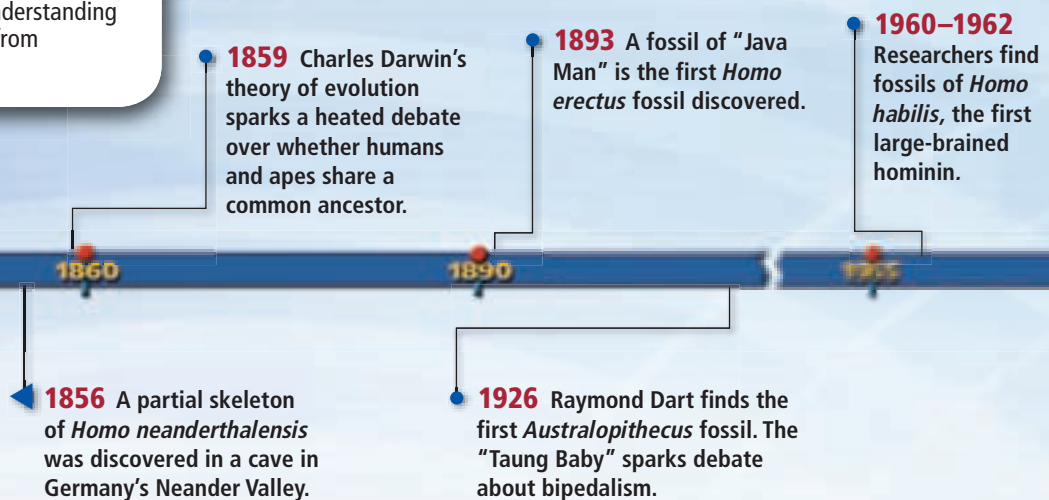 nderstanding
from
1859 Charles Darwin's
theory of evolution
sparks a heated debate
over whether humans
and apes share a
common ancestor.
1893 A fossil of “Java
Man” is the first Homo
erectus fossil discovered.
1960–1962
Researchers find
fossils of Homo
habilis, the first
large-brained
hominin.
1860
1890
1856 A partial skeleton
of Homo neanderthalensis
was discovered in a cave in
Germany's Neander Valley.
1926 Raymond Dart finds the
first Australopithecus fossil. The
“Taung Baby” sparks debate
about bipedalism.